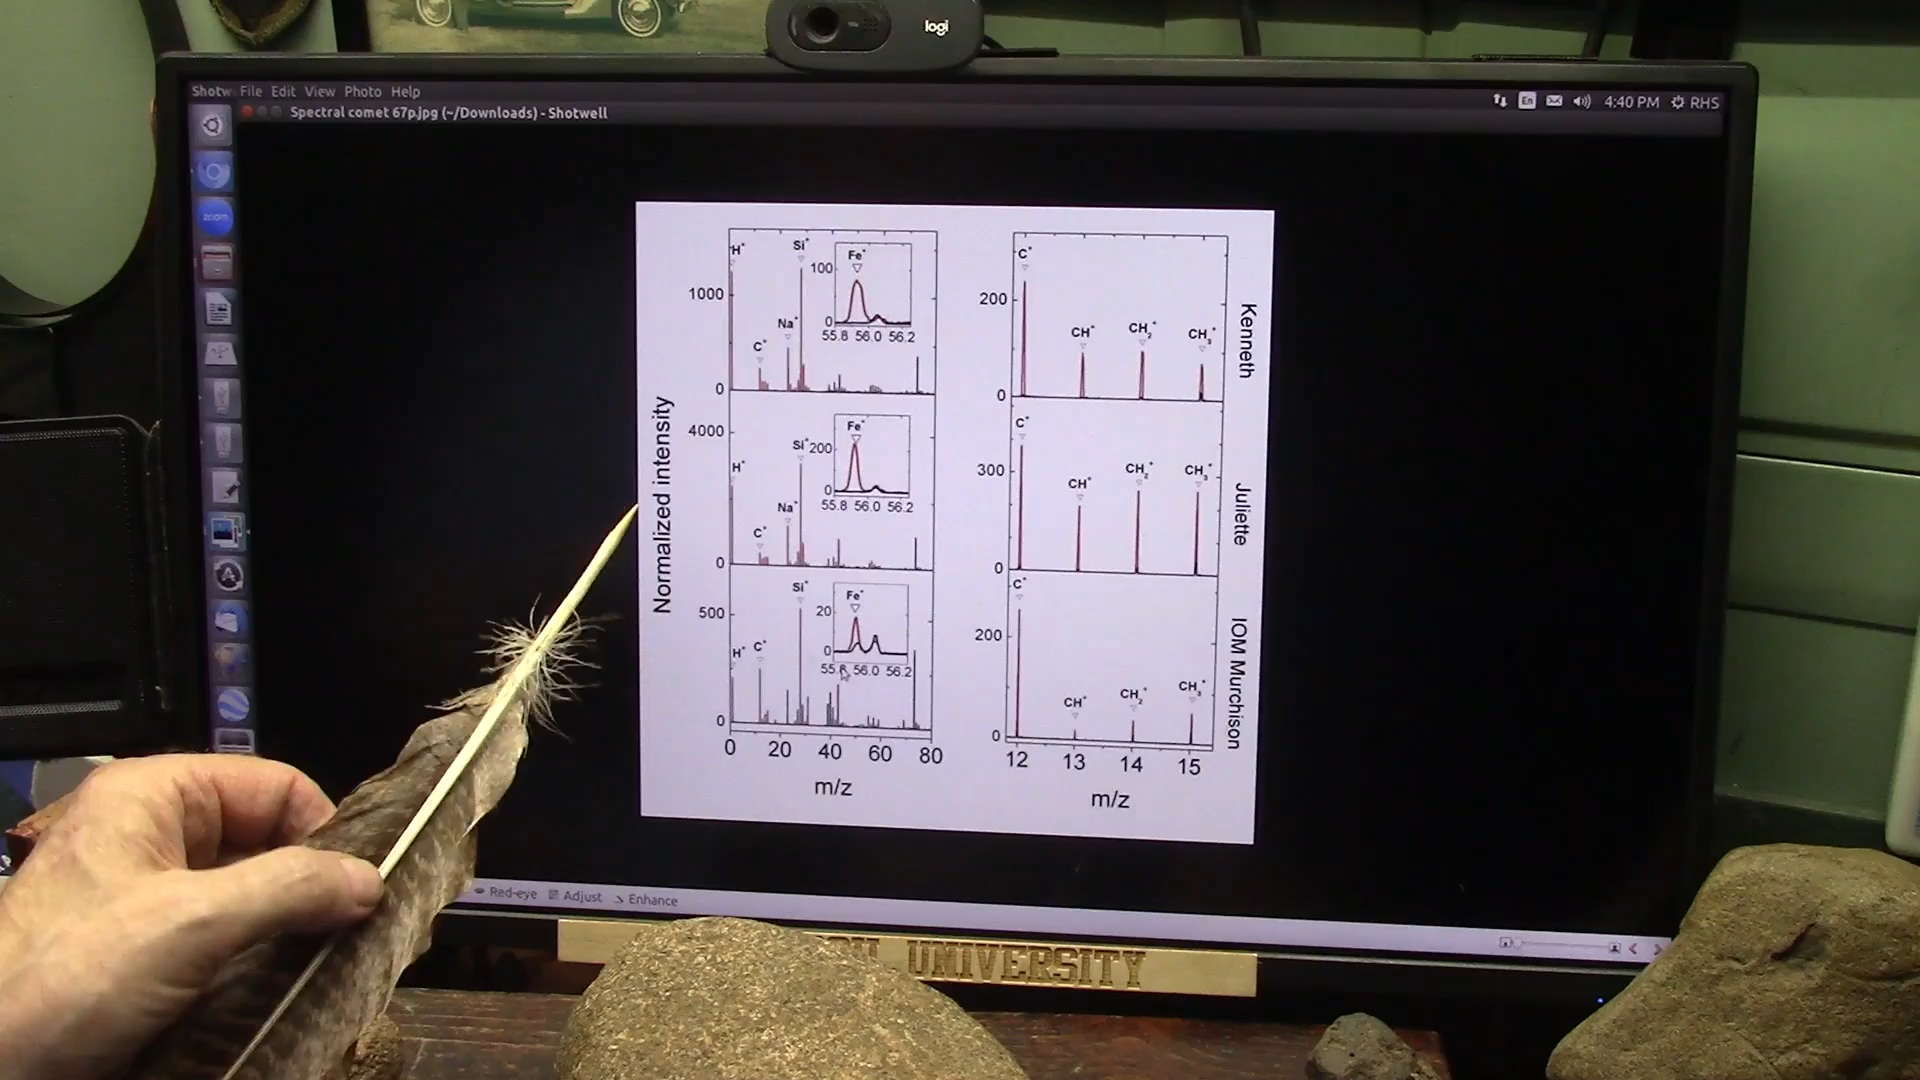 logi
Shotw File Edit View Photo Help
4:40 PM RHS
En
Spectral comet 67p.jpg (~/Downloads) - Shotwell
zoom
Normalized intensity
H+ Si+ Fe+
100
1000
0
55.8 56.0 56.2
Na+
C+
0
4000
Fe+
Si+ 200
H+
0
55.8 56.0 56.2
Na+
C+
0
Si+ Fe+
500
20
0
H+ C+
56.0 56.2
0
0 20 40 60 80
m/z
C+
200
CH+ CH2+ CH3+
0
Kenneth
C+
300
CH+ CH2+ CH3+
0
Juliette
C+
200
CH+ CH2+ CH3+
0
IOM Murchison
12 13 14 15
m/z
Red-eye Adjust Enhance
UNIVERSITY